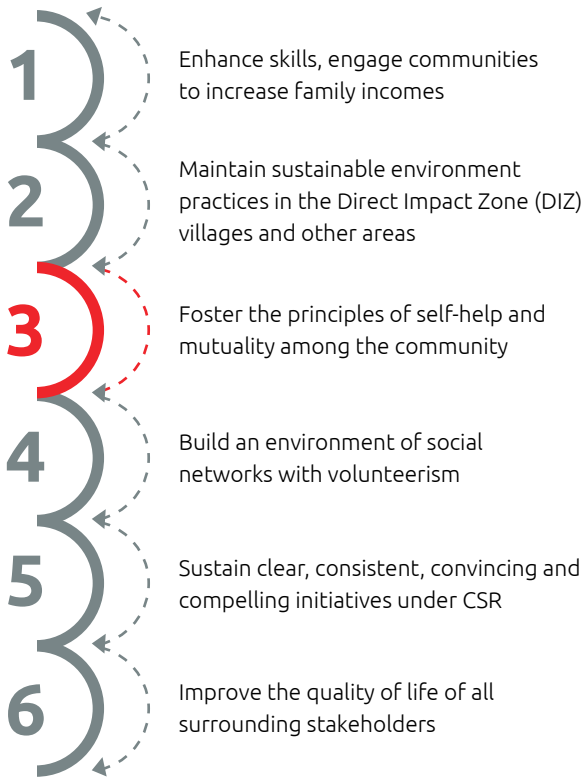 1
Enhance skills, engage communities
to increase family incomes
2
Maintain sustainable environment
practices in the Direct Impact Zone (DIZ)
villages and other areas
3
Foster the principles of self-help and
mutuality among the community
4
Build an environment of social
networks with volunteerism
5
Sustain clear, consistent, convincing and
compelling initiatives under CSR
6
Improve the quality of life of all
surrounding stakeholders